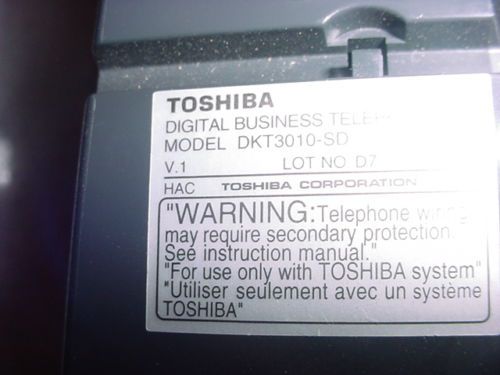 TOSHIBA
DIGITAL BUSINESS
MODEL DKT3010-SD
V.1 LOT NO D7
HAC TOSHIBA CORPORATION
"WARNING: Telephone wiring
may require secondary protection.
See instruction manual."
"For use only with TOSHIBA system"
"Utiliser seulement avec un système
TOSHIBA"